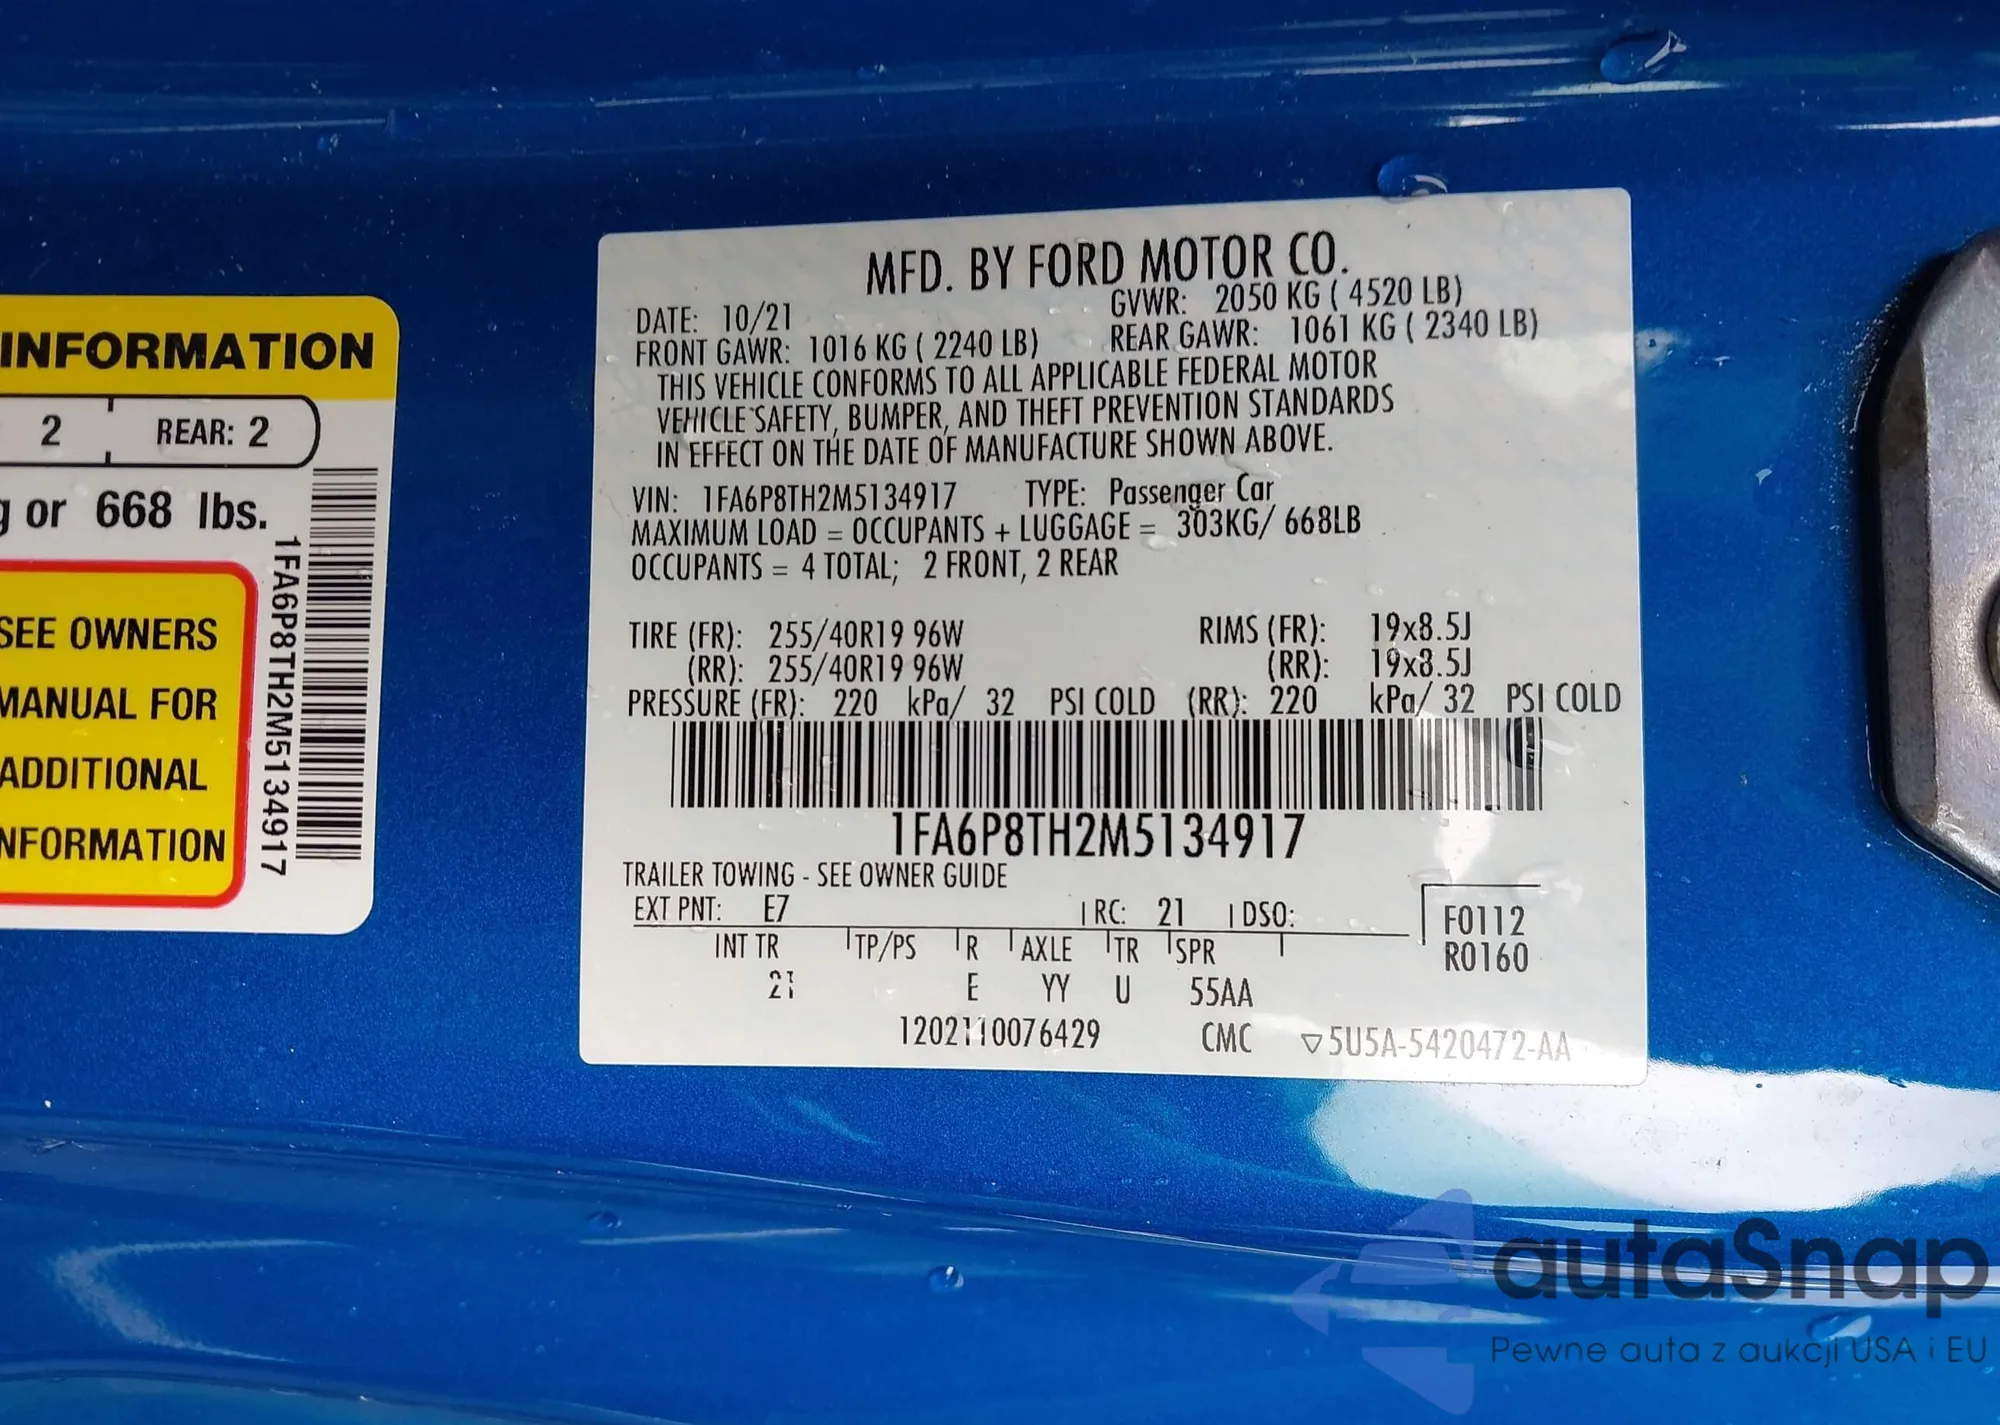 INFORMATION
2 REAR: 2
g or 668 lbs.
SEE OWNERS
MANUAL FOR
ADDITIONAL
INFORMATION
1FA6P8TH2M5134917
MFD. BY FORD MOTOR CO.
DATE: 10/21 GVWR: 2050 KG ( 4520 LB)
FRONT GAWR: 1016 KG ( 2240 LB) REAR GAWR: 1061 KG ( 2340 LB)
THIS VEHICLE CONFORMS TO ALL APPLICABLE FEDERAL MOTOR
VEHICLE SAFETY, BUMPER, AND THEFT PREVENTION STANDARDS
IN EFFECT ON THE DATE OF MANUFACTURE SHOWN ABOVE.
VIN: 1FA6P8TH2M5134917 TYPE: Passenger Car
MAXIMUM LOAD = OCCUPANTS + LUGGAGE = 303KG/ 668LB
OCCUPANTS = 4 TOTAL; 2 FRONT, 2 REAR
TIRE (FR): 255/40R19 96W RIMS (FR): 19x8.5J
(RR): 255/40R19 96W (RR): 19x8.5J
PRESSURE (FR): 220 kPa/ 32 PSI COLD (RR): 220 kPa/ 32 PSI COLD
1FA6P8TH2M5134917
TRAILER TOWING - SEE OWNER GUIDE
EXT PNT: E7 RC: 21 DSO: F0112
INT TR TP/PS R AXLE TR SPR R0160
21 E YY U 55AA
1202110076429 CMC ▽5U5A-5420472-AA
autaSnap
Pewne auta z aukcji USA i EU